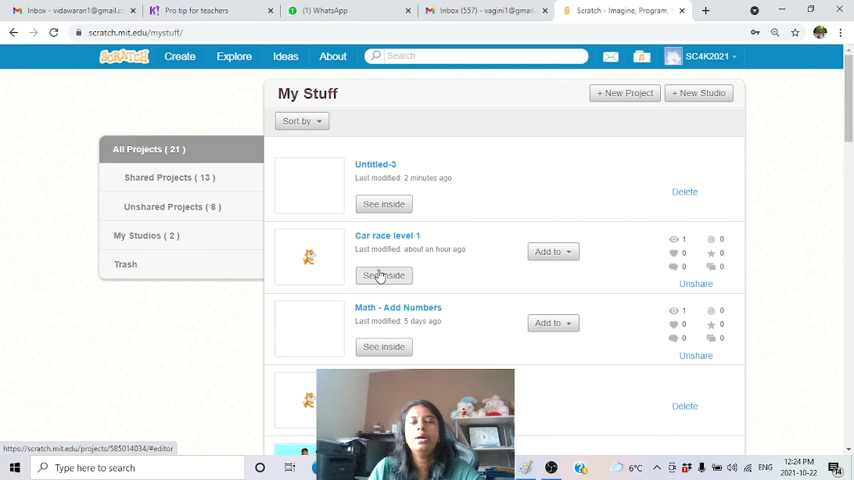 Inbox - vidawaran1@gmail.
Pro tip for teachers
(1) WhatsApp
Inbox (557) - vagini1@gmail.
Scratch - Imagine, Program, S
scratch.mit.edu/mystuff/
SCRATCH
Create
Explore
Ideas
About
Search
SC4K2021
My Stuff
+ New Project
+ New Studio
Sort by
All Projects ( 21 )
Shared Projects ( 13 )
Unshared Projects ( 8 )
My Studios ( 2 )
Trash
Untitled-3
Last modified: 2 minutes ago
See inside
Delete
Car race level 1
Last modified: about an hour ago
See inside
Add to
1 0
0 0
0 0
Unshare
Math - Add Numbers
Last modified: 5 days ago
See inside
Add to
1 0
0 0
0 0
Unshare
Delete
https://scratch.mit.edu/projects/585014034/#editor
Type here to search
6°C
ENG
12:24 PM
2021-10-22
14